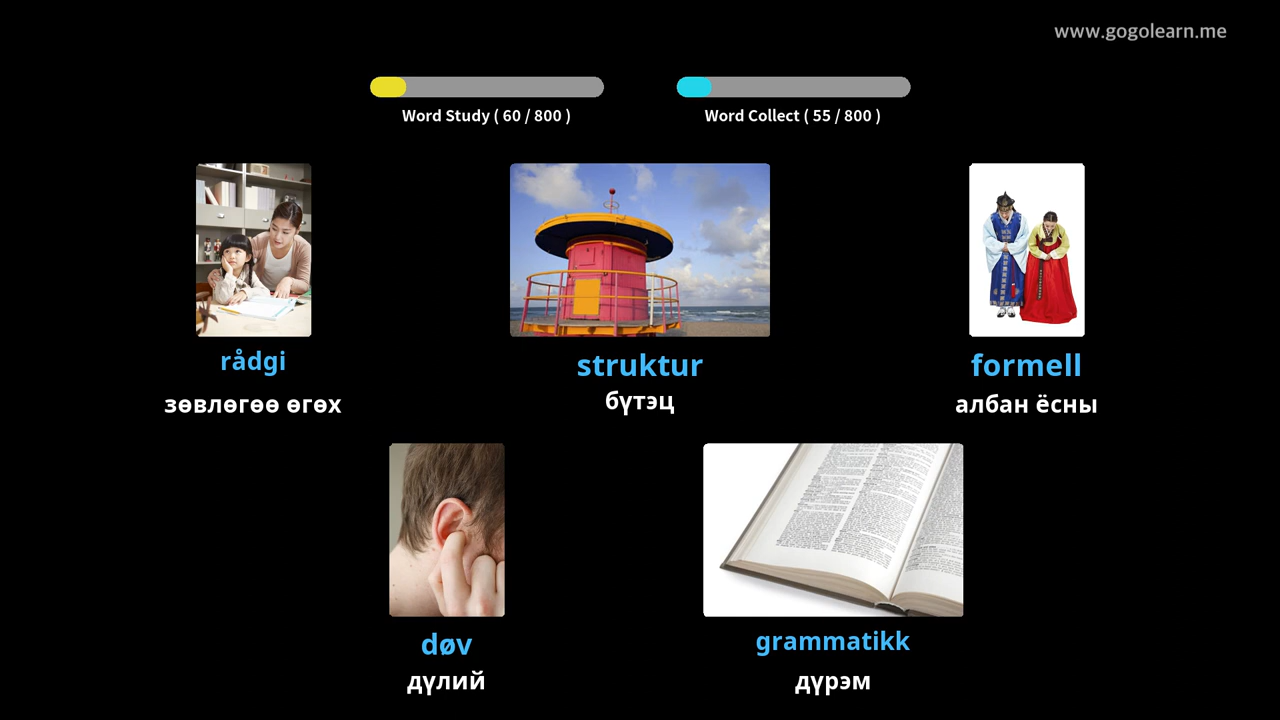 www.gogolearn.me
Word Study ( 60 / 800 )
Word Collect ( 55 / 800 )
rådgi
зөвлөгөө өгөх
struktur
бүтэц
formell
албан ёсны
døv
дүлий
grammatikk
дүрэм